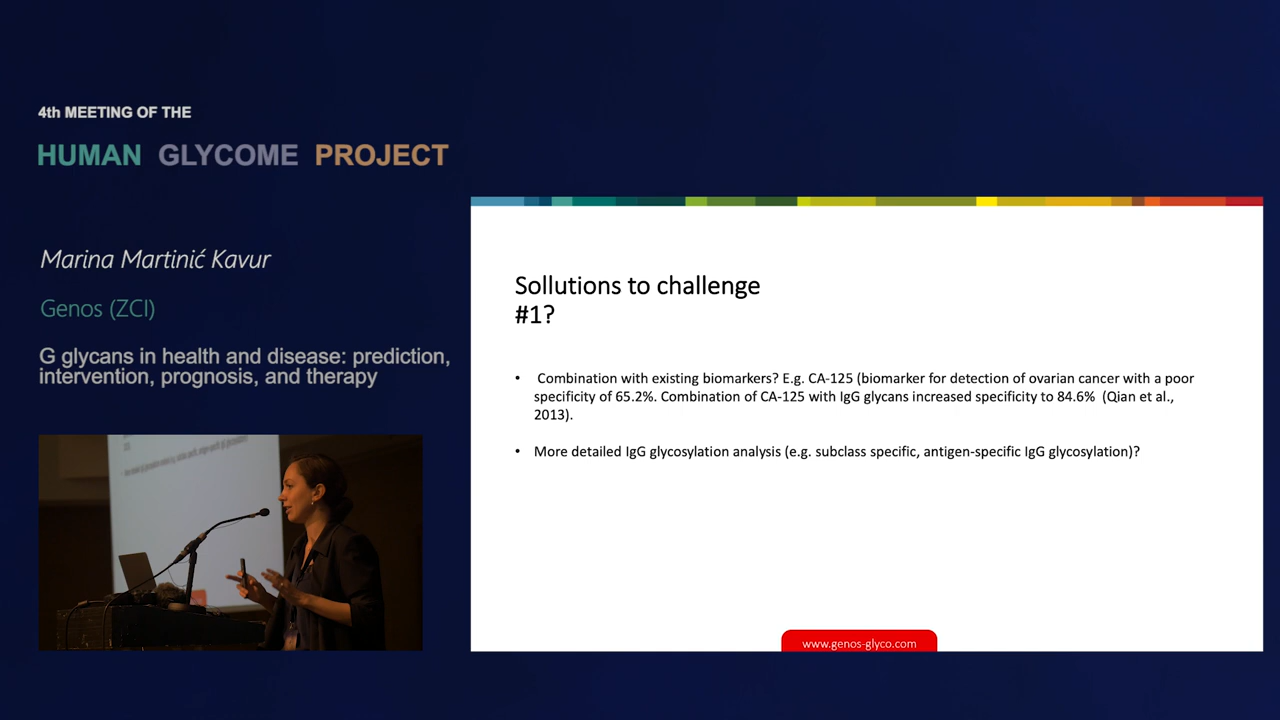 4th MEETING OF THE
HUMAN GLYCOME PROJECT
Marina Martinić Kavur
Genos (ZCI)
G glycans in health and disease: prediction,
intervention, prognosis, and therapy
Sollutions to challenge
#1?
• Combination with existing biomarkers? E.g. CA-125 (biomarker for detection of ovarian cancer with a poor
specificity of 65.2%. Combination of CA-125 with IgG glycans increased specificity to 84.6% (Qian et al.,
2013).
• More detailed IgG glycosylation analysis (e.g. subclass specific, antigen-specific IgG glycosylation)?
www.genos-glyco.com